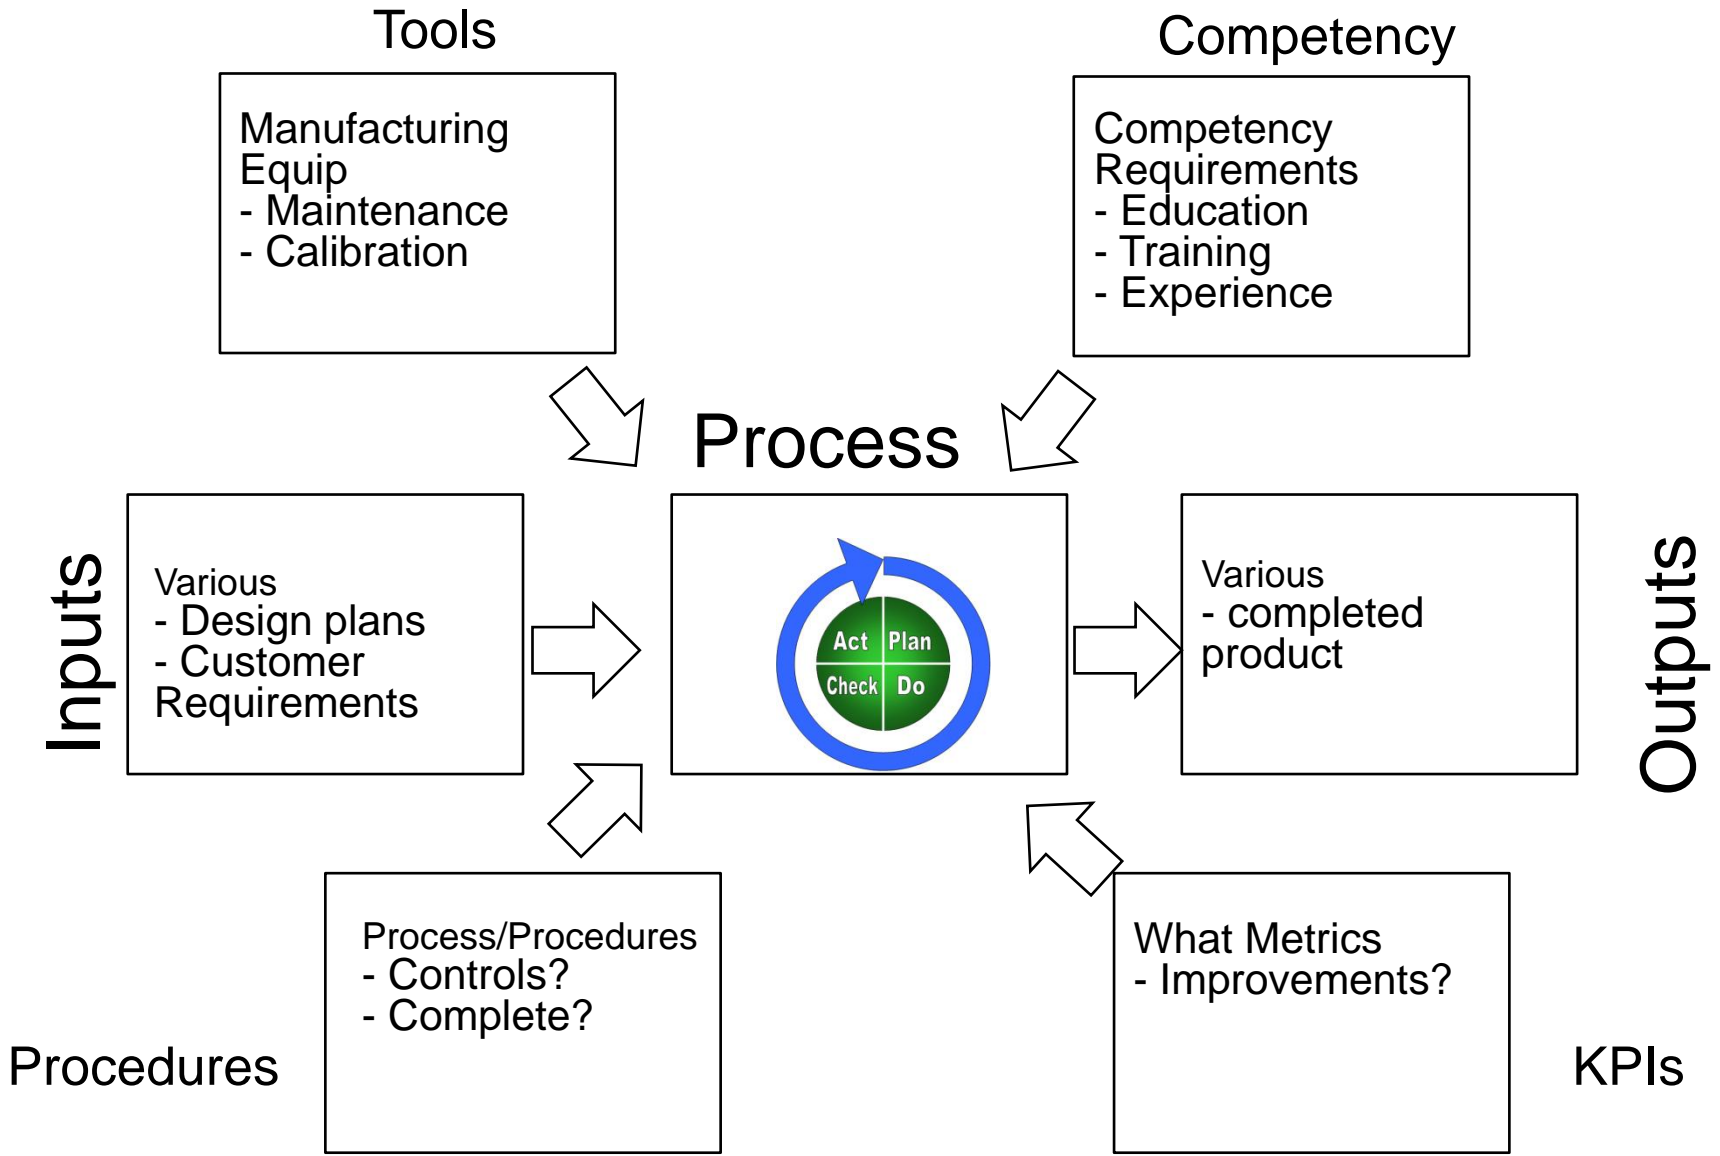 Tools
Competency
Manufacturing
Equip
- Maintenance
- Calibration
Competency
Requirements
- Education
- Training
- Experience
Process
Inputs
Various
- Design plans
- Customer
Requirements
Act
Plan
Check
Do
Various
- completed
product
Outputs
Process/Procedures
- Controls?
- Complete?
What Metrics
- Improvements?
Procedures
KPIs